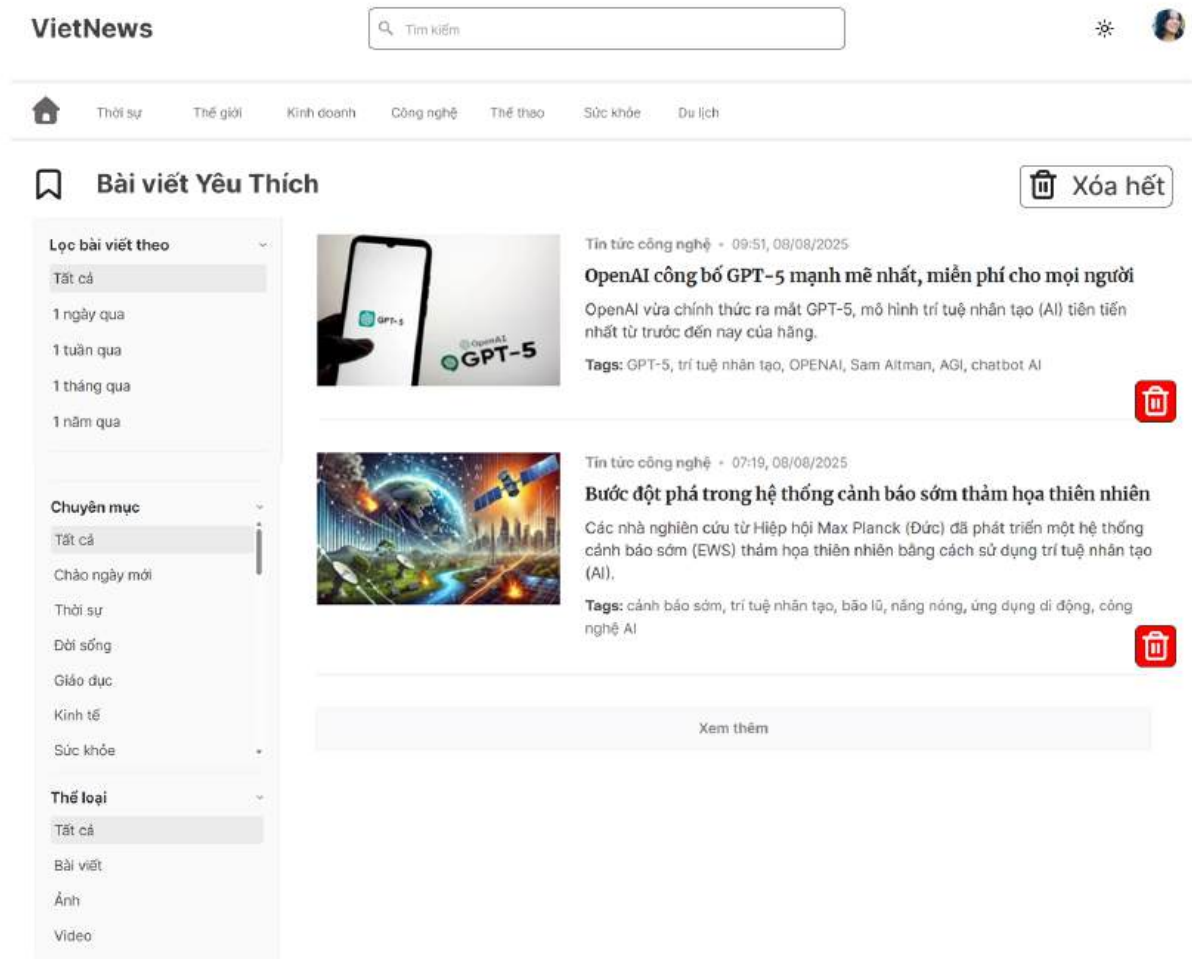 VietNews
Tìm kiếm
Thời sự
Thế giới
Kinh doanh
Công nghệ
Thể thao
Sức khỏe
Du lịch
Bài viết Yêu Thích
Xóa hết
Lọc bài viết theo
Tất cả
1 ngày qua
1 tuần qua
1 tháng qua
1 năm qua
Chuyên mục
Tất cả
Chào ngày mới
Thời sự
Đời sống
Giáo dục
Kinh tế
Sức khỏe
Thể loại
Tất cả
Bài viết
Ảnh
Video
GPT-5
OpenAI
GPT-5
Tin tức công nghệ • 09:51, 08/08/2025
OpenAI công bố GPT-5 mạnh mẽ nhất, miễn phí cho mọi người
OpenAI vừa chính thức ra mắt GPT-5, mô hình trí tuệ nhân tạo (AI) tiên tiến
nhất từ trước đến nay của hãng.
Tags: GPT-5, trí tuệ nhân tạo, OPENAI, Sam Altman, AGI, chatbot AI
Tin tức công nghệ • 07:19, 08/08/2025
Bước đột phá trong hệ thống cảnh báo sớm thảm họa thiên nhiên
Các nhà nghiên cứu từ Hiệp hội Max Planck (Đức) đã phát triển một hệ thống
cảnh báo sớm (EWS) thảm họa thiên nhiên bằng cách sử dụng trí tuệ nhân tạo
(AI).
Tags: cảnh báo sớm, trí tuệ nhân tạo, bão lũ, nắng nóng, ứng dụng di động, công
nghệ AI
Xem thêm